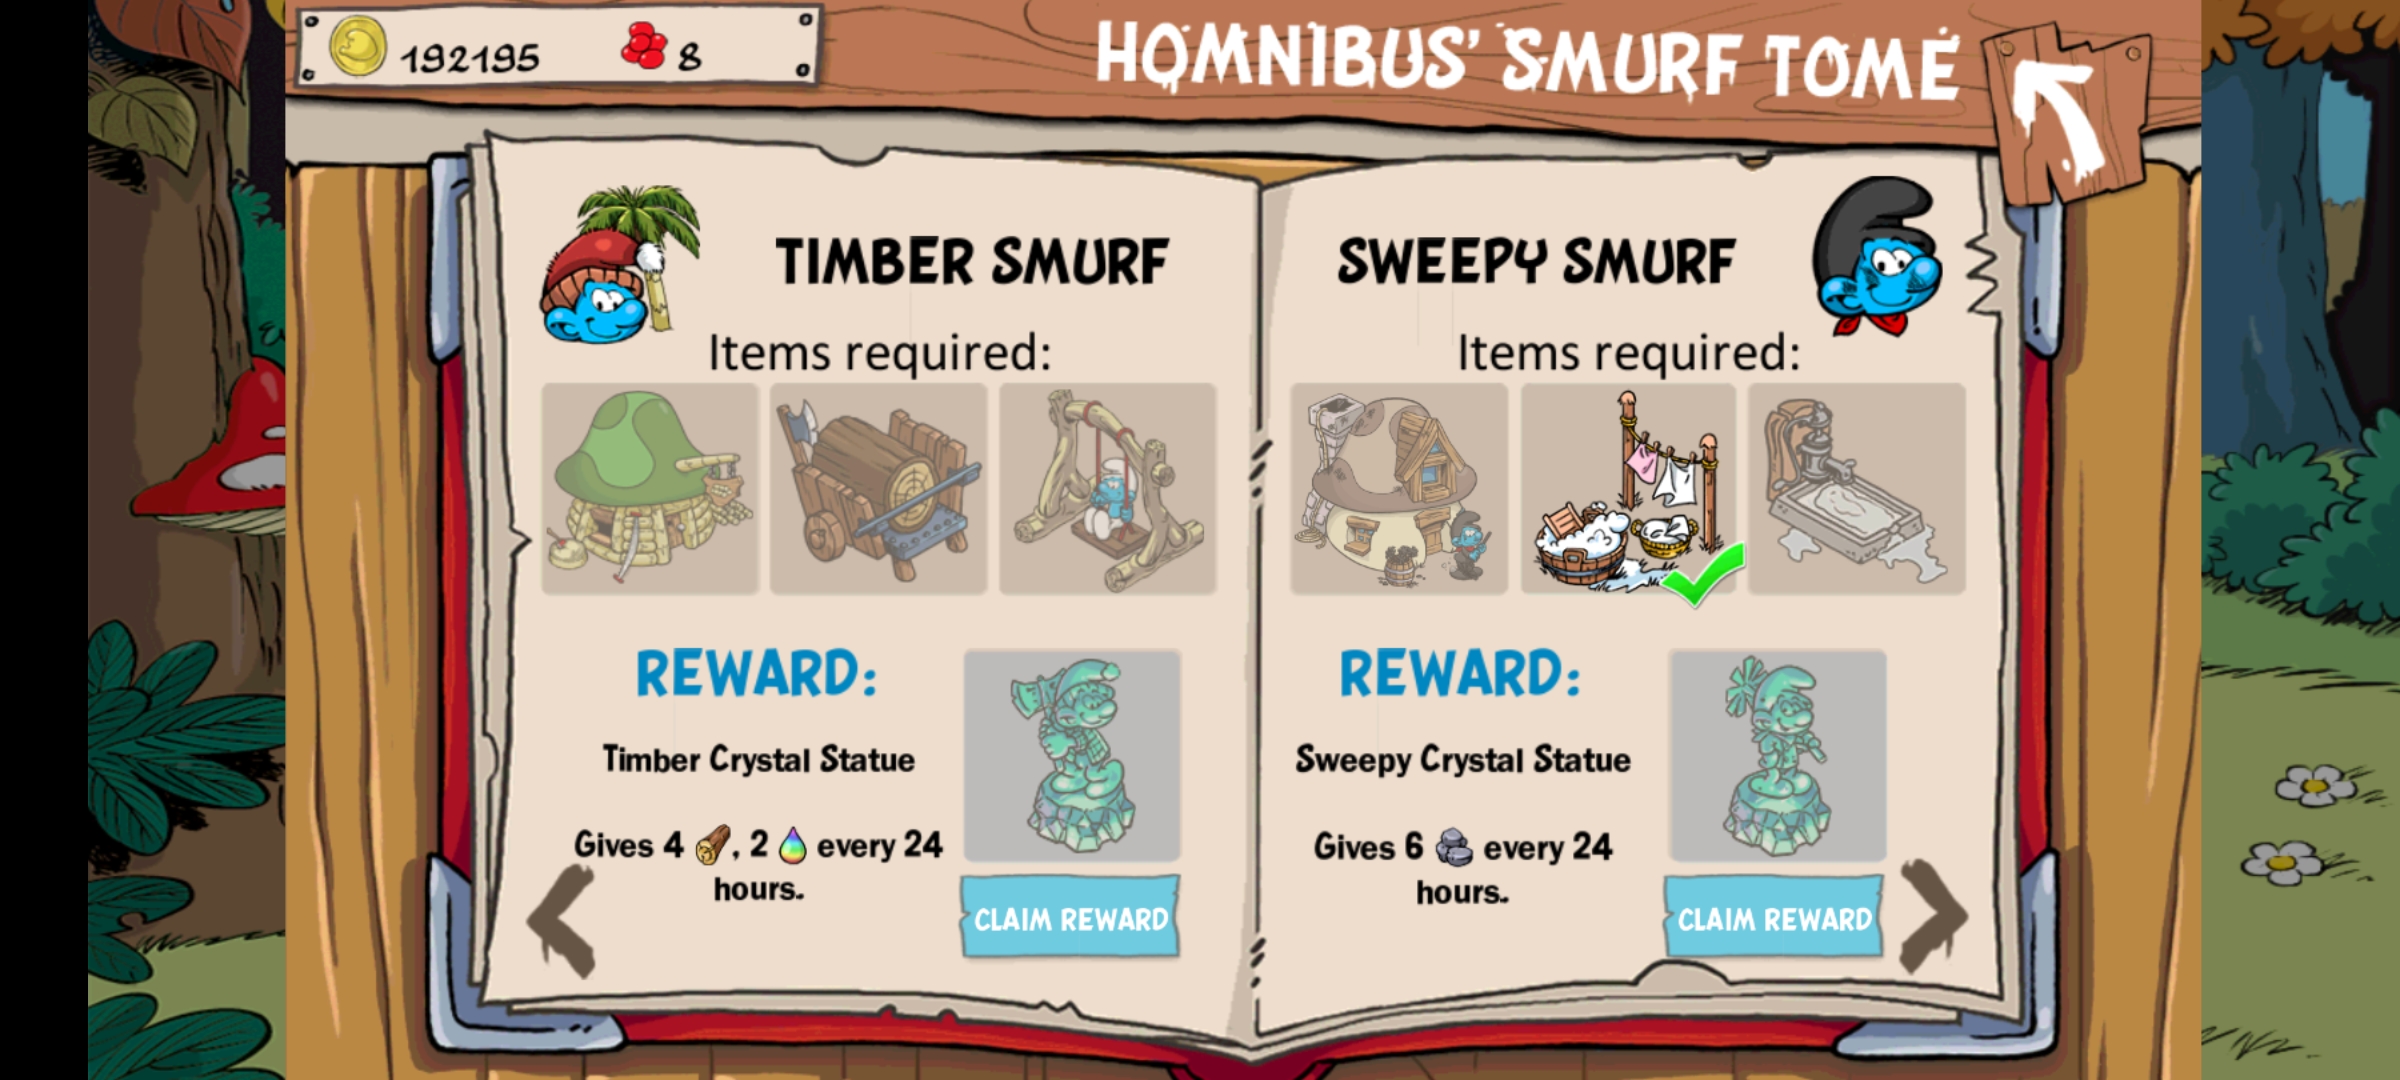 192195 8
HOMNIBUS' SMURF TOME
TIMBER SMURF
Items required:
REWARD:
Timber Crystal Statue
Gives 4 , 2 every 24
hours.
CLAIM REWARD
SWEEPY SMURF
Items required:
REWARD:
Sweepy Crystal Statue
Gives 6 every 24
hours.
CLAIM REWARD